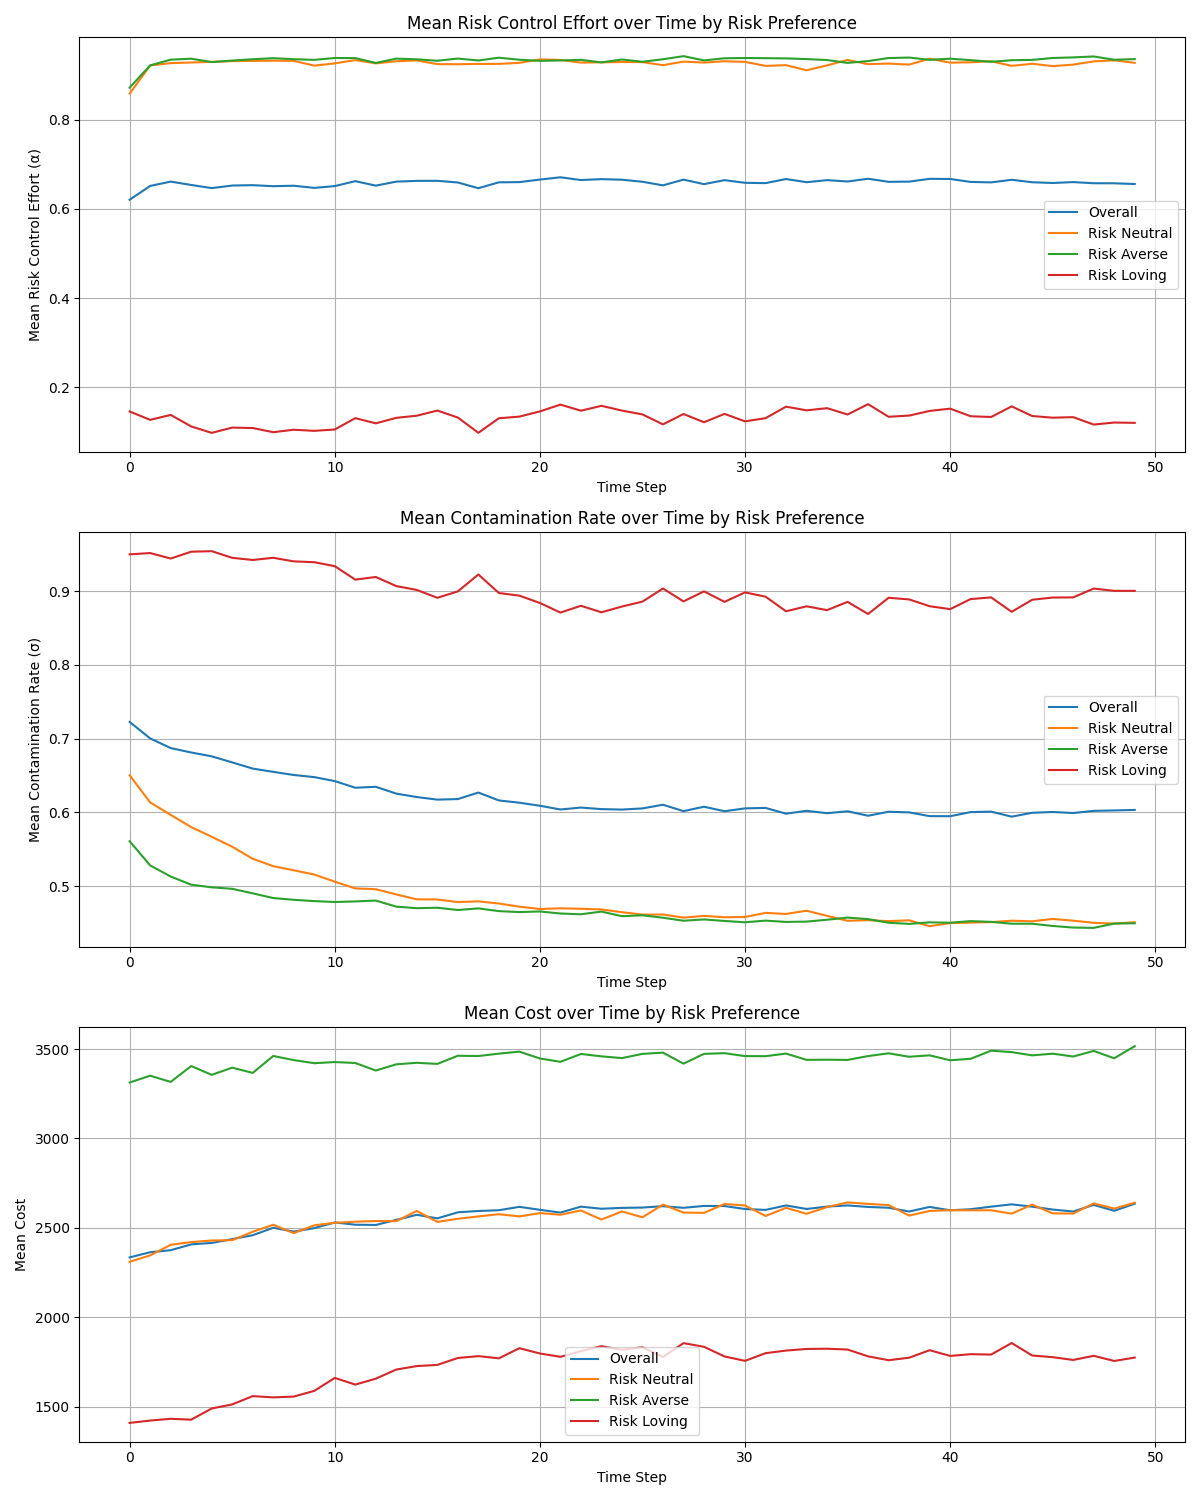 Mean Risk Control Effort over Time by Risk Preference
Mean Risk Control Effort (α)
0.8
0.6
0.4
0.2
Overall
Risk Neutral
Risk Averse
Risk Loving
0 10 20 30 40 50
Time Step
Mean Contamination Rate over Time by Risk Preference
Mean Contamination Rate (σ)
0.9
0.8
0.7
0.6
0.5
Overall
Risk Neutral
Risk Averse
Risk Loving
0 10 20 30 40 50
Time Step
Mean Cost over Time by Risk Preference
Mean Cost
3500
3000
2500
2000
1500
Overall
Risk Neutral
Risk Averse
Risk Loving
0 10 20 30 40 50
Time Step